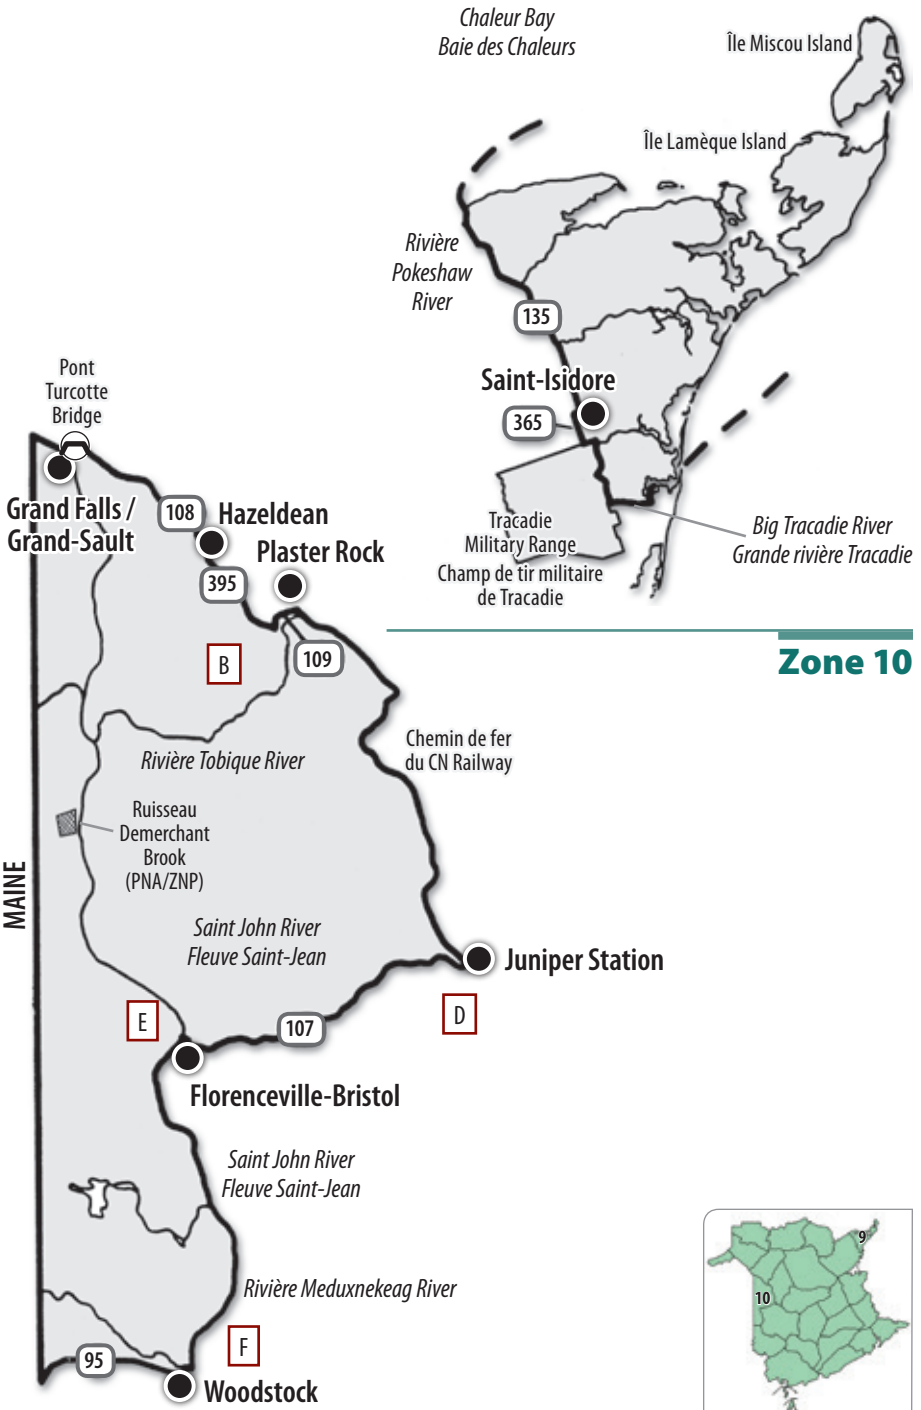 Chaleur Bay
Baie des Chaleurs
Île Miscou Island
Île Lamèque Island
Rivière
Pokeshaw
River
135
Saint-Isidore
365
Tracadie
Military Range
Champ de tir militaire
de Tracadie
Big Tracadie River
Grande rivière Tracadie
Zone 10
Pont
Turcotte
Bridge
Grand Falls /
Grand-Sault
108
Hazeldean
Plaster Rock
395
B
109
Chemin de fer
du CN Railway
Rivière Tobique River
Ruisseau
Demerchant
Brook
(PNA/ZNP)
MAINE
Saint John River
Fleuve Saint-Jean
Juniper Station
E
D
107
Florenceville-Bristol
Saint John River
Fleuve Saint-Jean
Rivière Meduxnekeag River
F
95
Woodstock
9
10